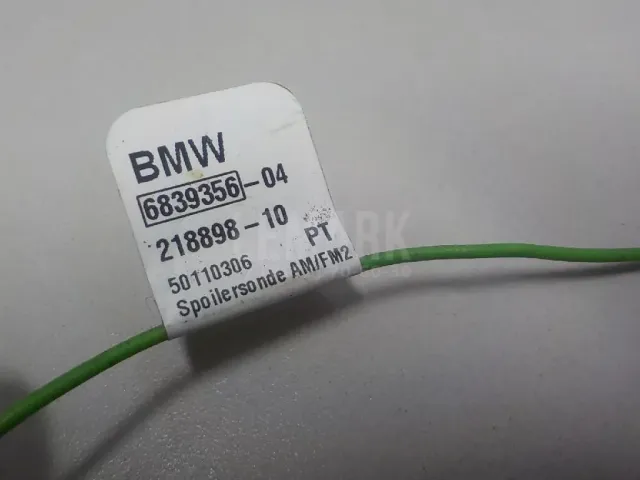 BMW
6839356-04
218898-10
50110306 PT
Spoilersonde AM/FM2